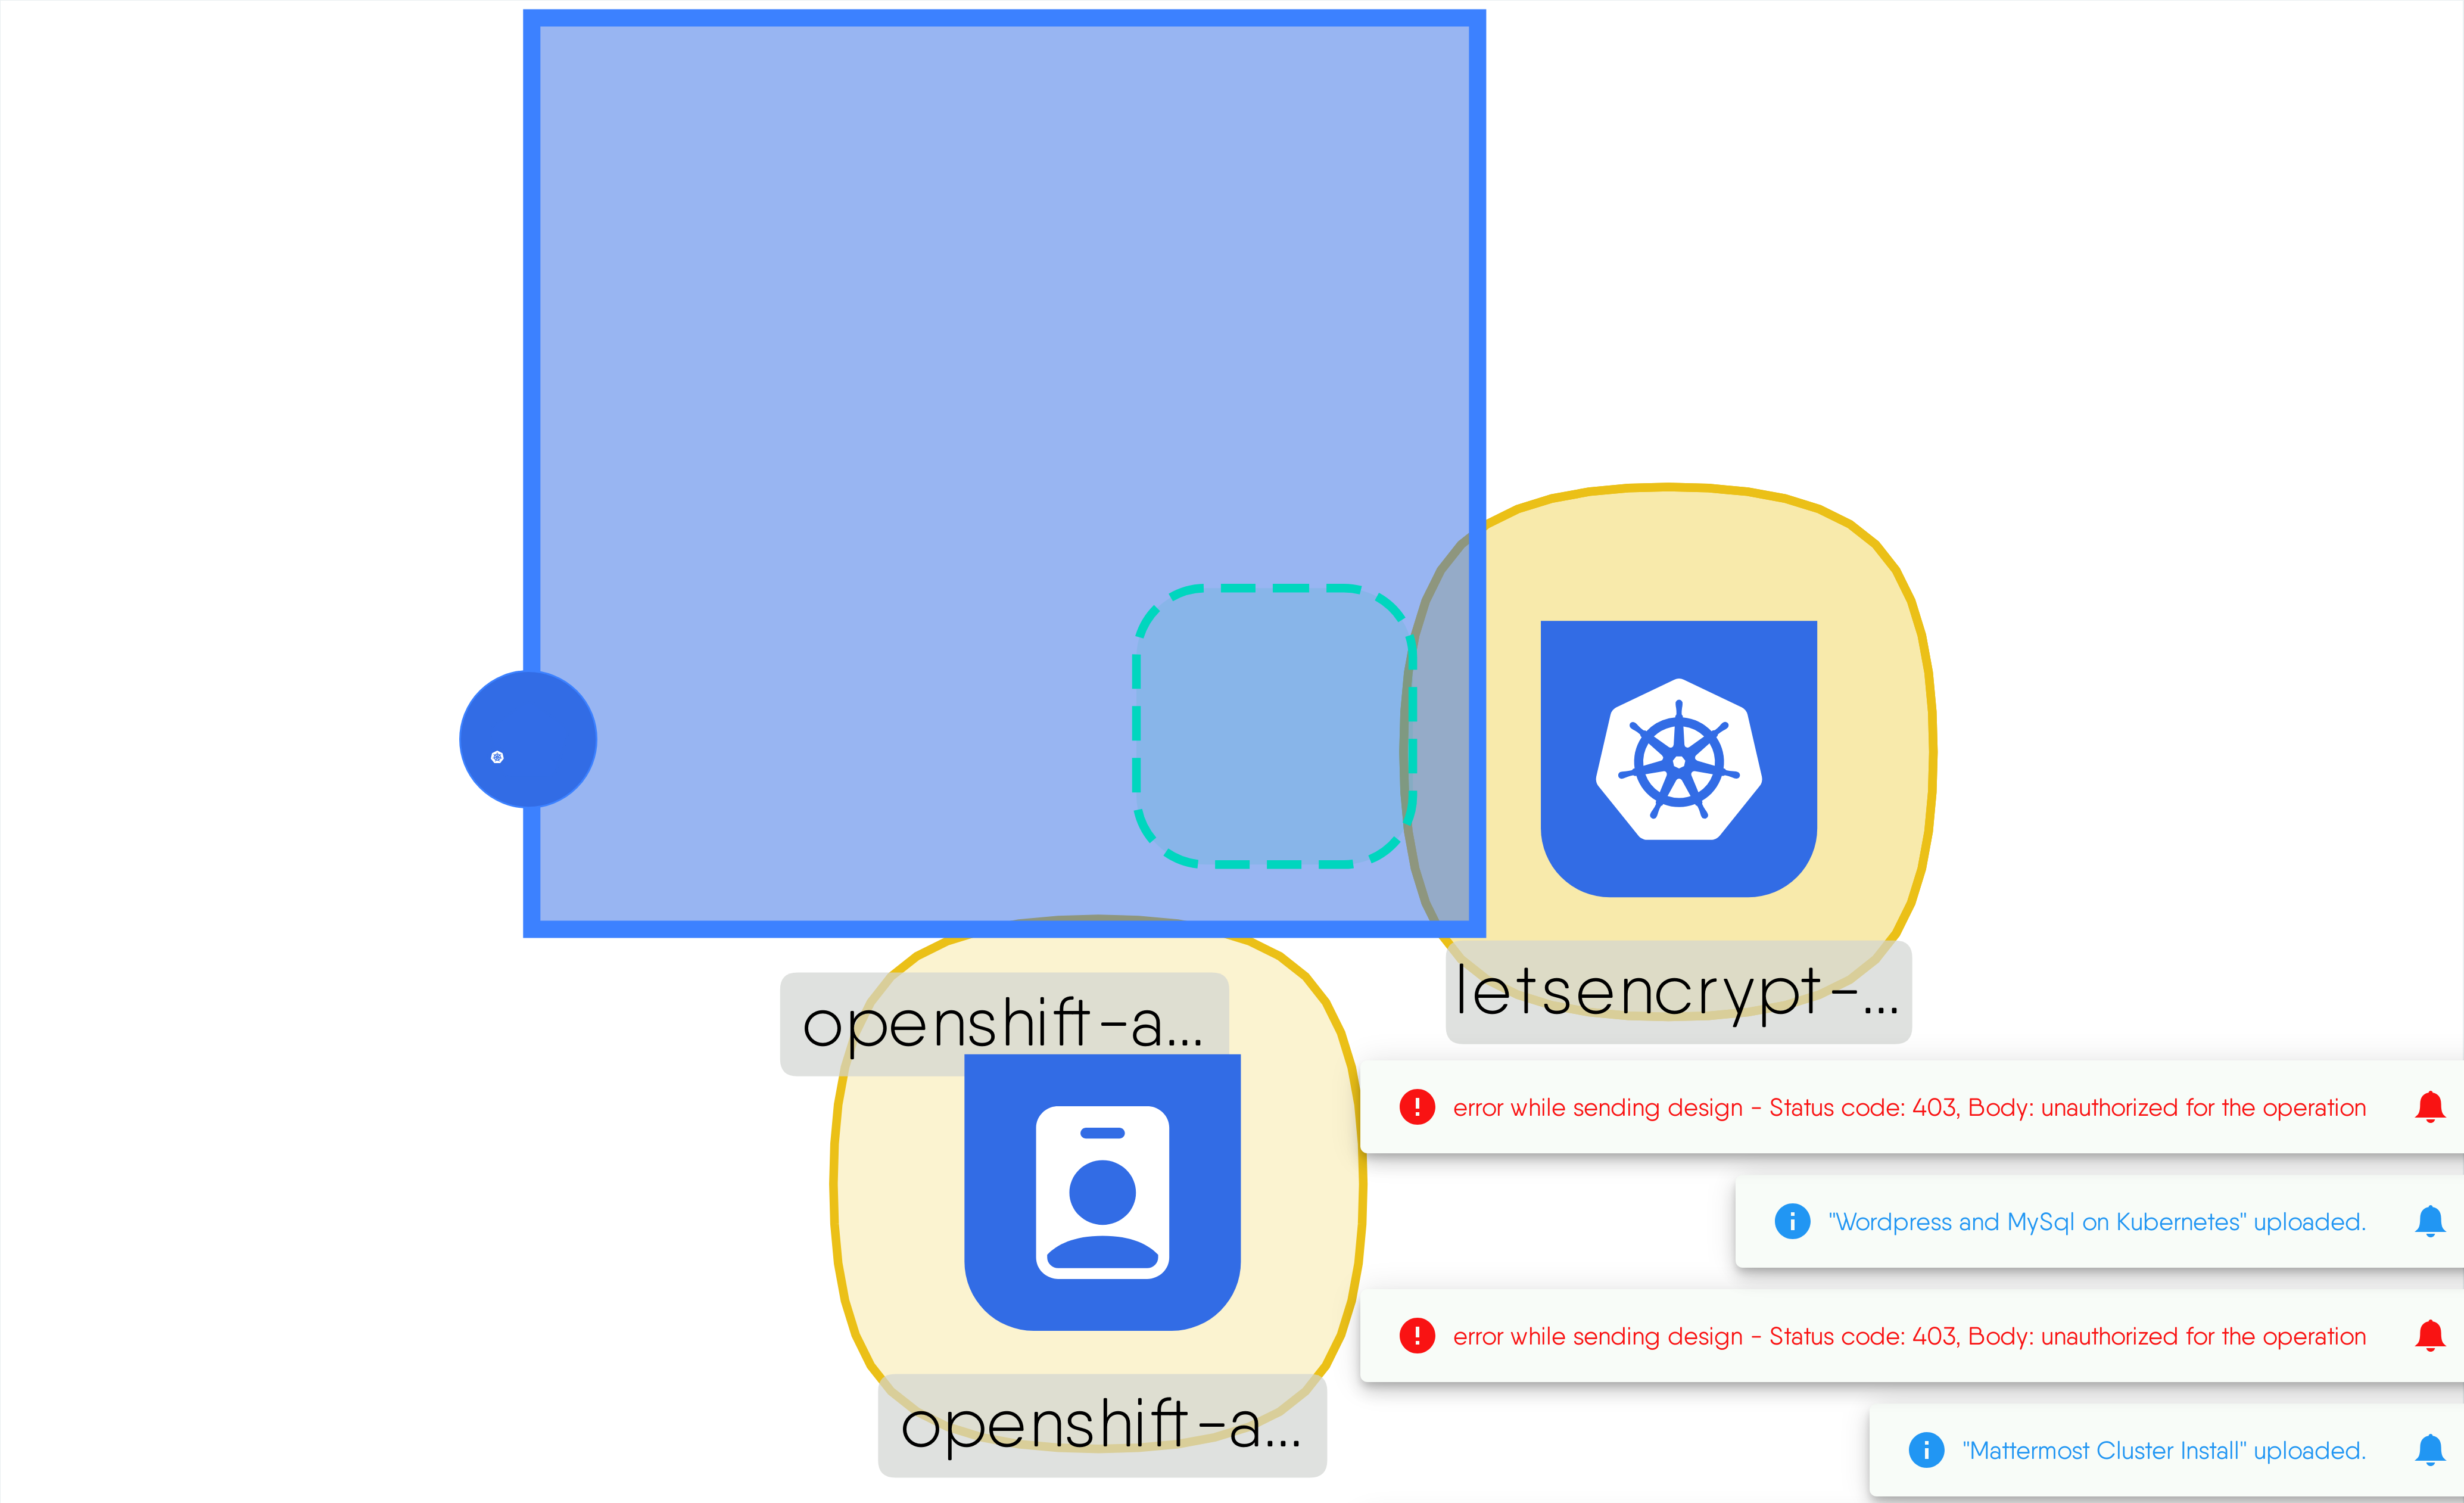 openshift-a...
letsencrypt-...
error while sending design - Status code: 403, Body: unauthorized for the operation
"Wordpress and MySql on Kubernetes" uploaded.
error while sending design - Status code: 403, Body: unauthorized for the operation
openshift-a...
"Mattermost Cluster Install" uploaded.